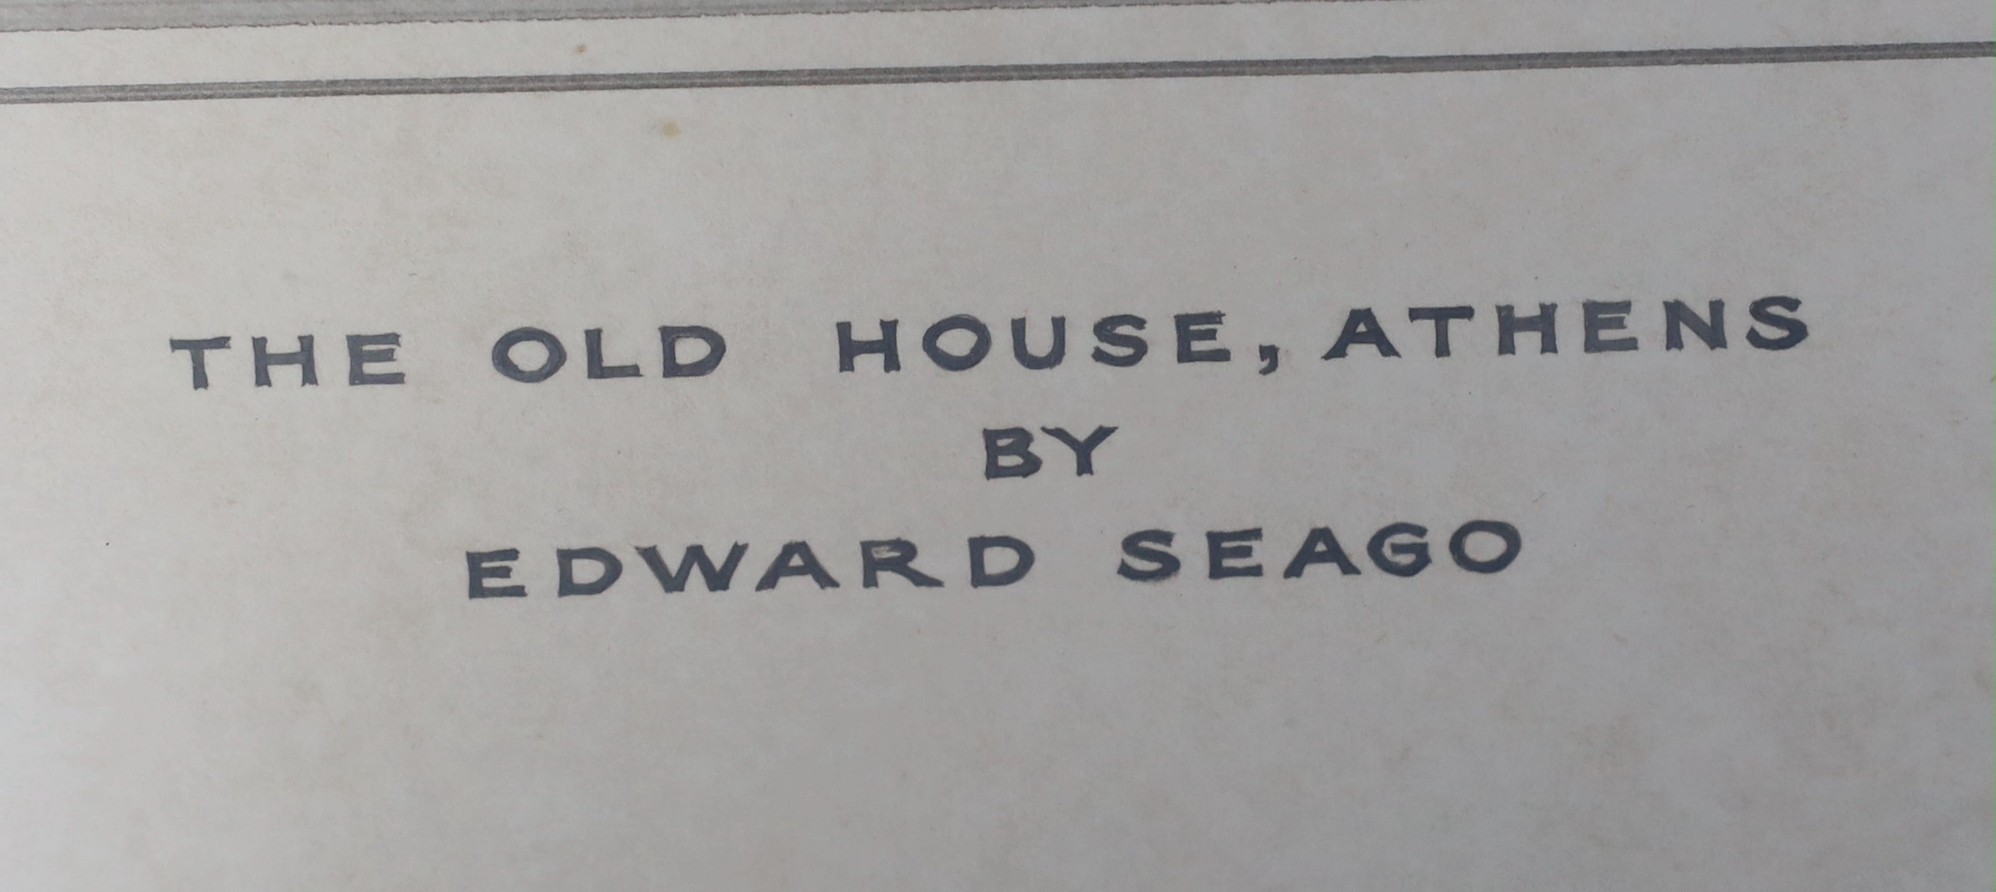 THE OLD HOUSE, ATHENS
BY
EDWARD SEAGO